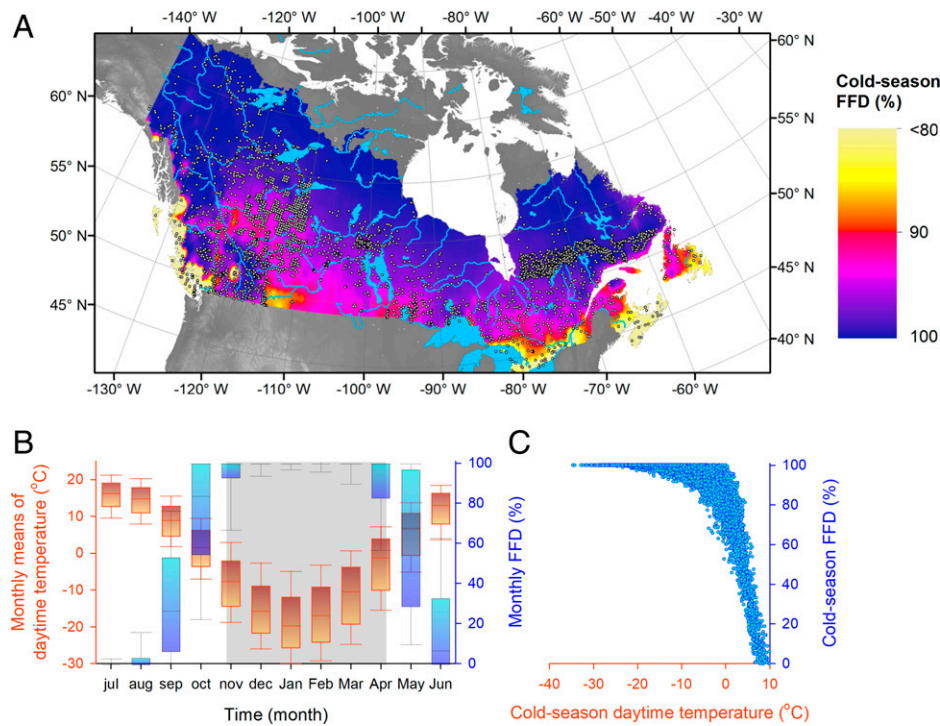 A
-140° W -120° W -100° W -80° W -60° W -50° W -40° W -30° W
60° N
55° N
50° N
45° N
60° N
50° N
45° N
40° N
-130° W -120° W -110° W -100° W -90° W -80° W -70° W -60° W
Cold-season
FFD (%)
<80
90
100
B
Monthly means of
daytime temperature (°C)
20
10
0
-10
-20
-30
100
80
60
40
20
0
Monthly FFD (%)
jul aug sep oct nov dec Jan Feb Mar Apr May Jun
Time (month)
C
100
80
60
40
20
0
Cold-season FFD (%)
-40 -30 -20 -10 0 10
Cold-season daytime temperature (°C)